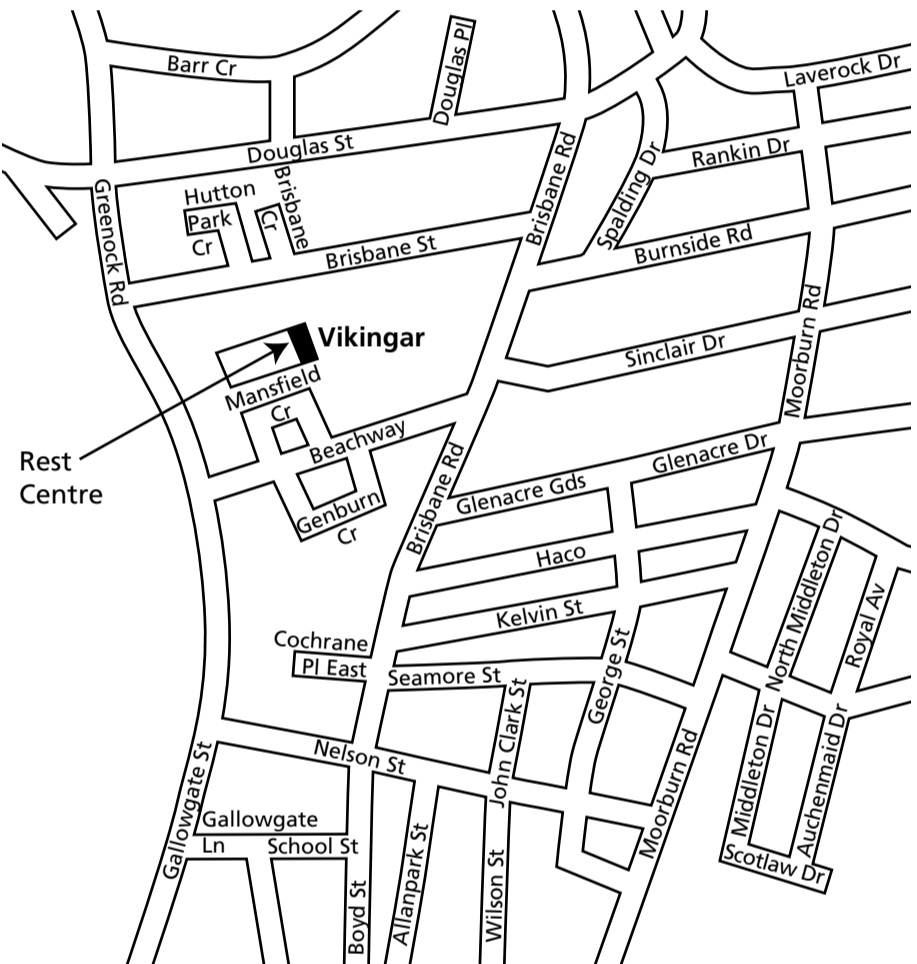 Barr Cr
Douglas Pl
Laverock Dr
Douglas St
Rankin Dr
Greenock Rd
Hutton
Park
Cr
Cr
Brisbane
Brisbane Rd
Spalding Dr
Brisbane St
Burnside Rd
Vikingar
Mansfield
Cr
Sinclair Dr
Moorburn Rd
Rest
Centre
Beachway
Genburn
Cr
Brisbane Rd
Glenacre Gds
Glenacre Dr
Haco
Kelvin St
Cochrane
Pl East
Seamore St
George St
North Middleton Dr
Royal Av
Nelson St
John Clark St
Moorburn Rd
Middleton Dr
Auchenmaid Dr
Gallowgate St
Gallowgate
Ln
School St
Boyd St
Allanpark St
Wilson St
Scotlaw Dr